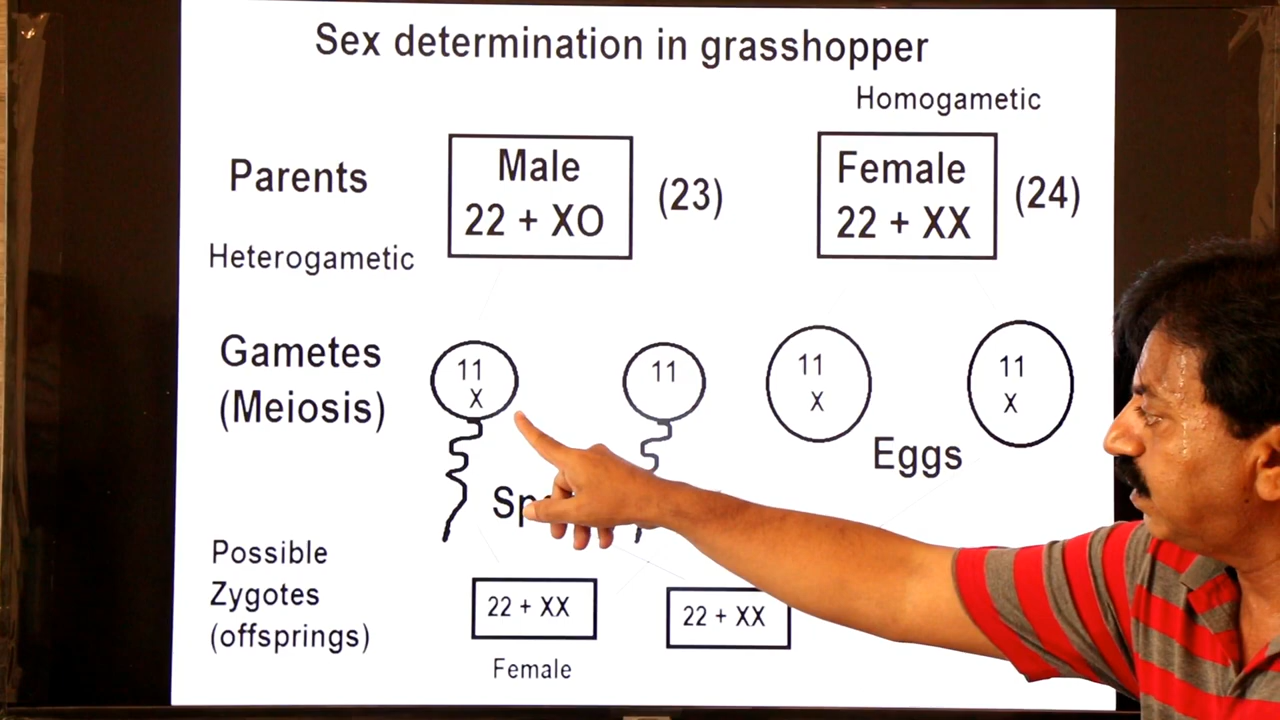 Sex determination in grasshopper
Homogametic
Parents
Male
22 + XO
(23)
Female
22 + XX
(24)
Heterogametic
Gametes
(Meiosis)
11
X
11
11
X
11
X
Eggs
Possible
Zygotes
(offsprings)
22 + XX
22 + XX
Female